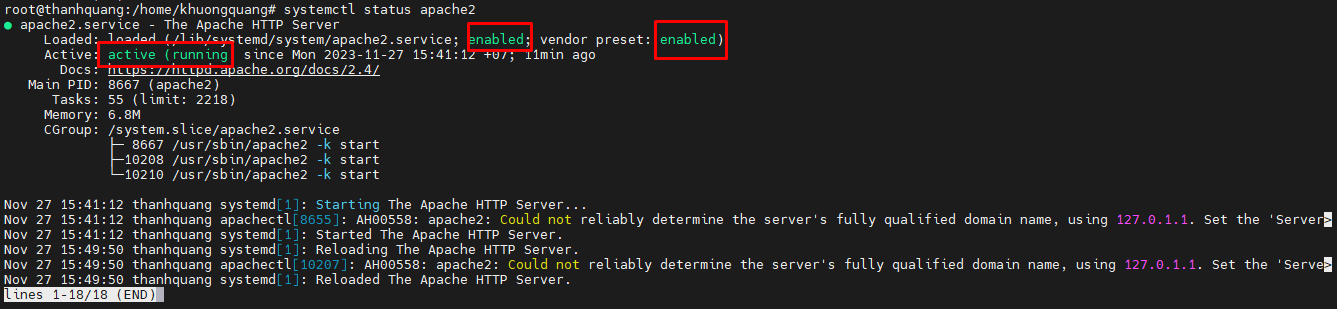 root@thanhquang:/home/khuongquang# systemctl status apache2
● apache2.service - The Apache HTTP Server
Loaded: loaded (/lib/systemd/system/apache2.service; enabled; vendor preset: enabled)
Active: active (running since Mon 2023-11-27 15:41:12 +07; 11min ago
Docs: https://httpd.apache.org/docs/2.4/
Main PID: 8667 (apache2)
Tasks: 55 (limit: 2218)
Memory: 6.8M
CGroup: /system.slice/apache2.service
├─ 8667 /usr/sbin/apache2 -k start
├─10208 /usr/sbin/apache2 -k start
└─10210 /usr/sbin/apache2 -k start
Nov 27 15:41:12 thanhquang systemd[1]: Starting The Apache HTTP Server...
Nov 27 15:41:12 thanhquang apachectl[8655]: AH00558: apache2: Could not reliably determine the server's fully qualified domain name, using 127.0.1.1. Set the 'Server>
Nov 27 15:41:12 thanhquang systemd[1]: Started The Apache HTTP Server.
Nov 27 15:49:50 thanhquang systemd[1]: Reloading The Apache HTTP Server.
Nov 27 15:49:50 thanhquang apachectl[10207]: AH00558: apache2: Could not reliably determine the server's fully qualified domain name, using 127.0.1.1. Set the 'Serve>
Nov 27 15:49:50 thanhquang systemd[1]: Reloaded The Apache HTTP Server.
lines 1-18/18 (END)